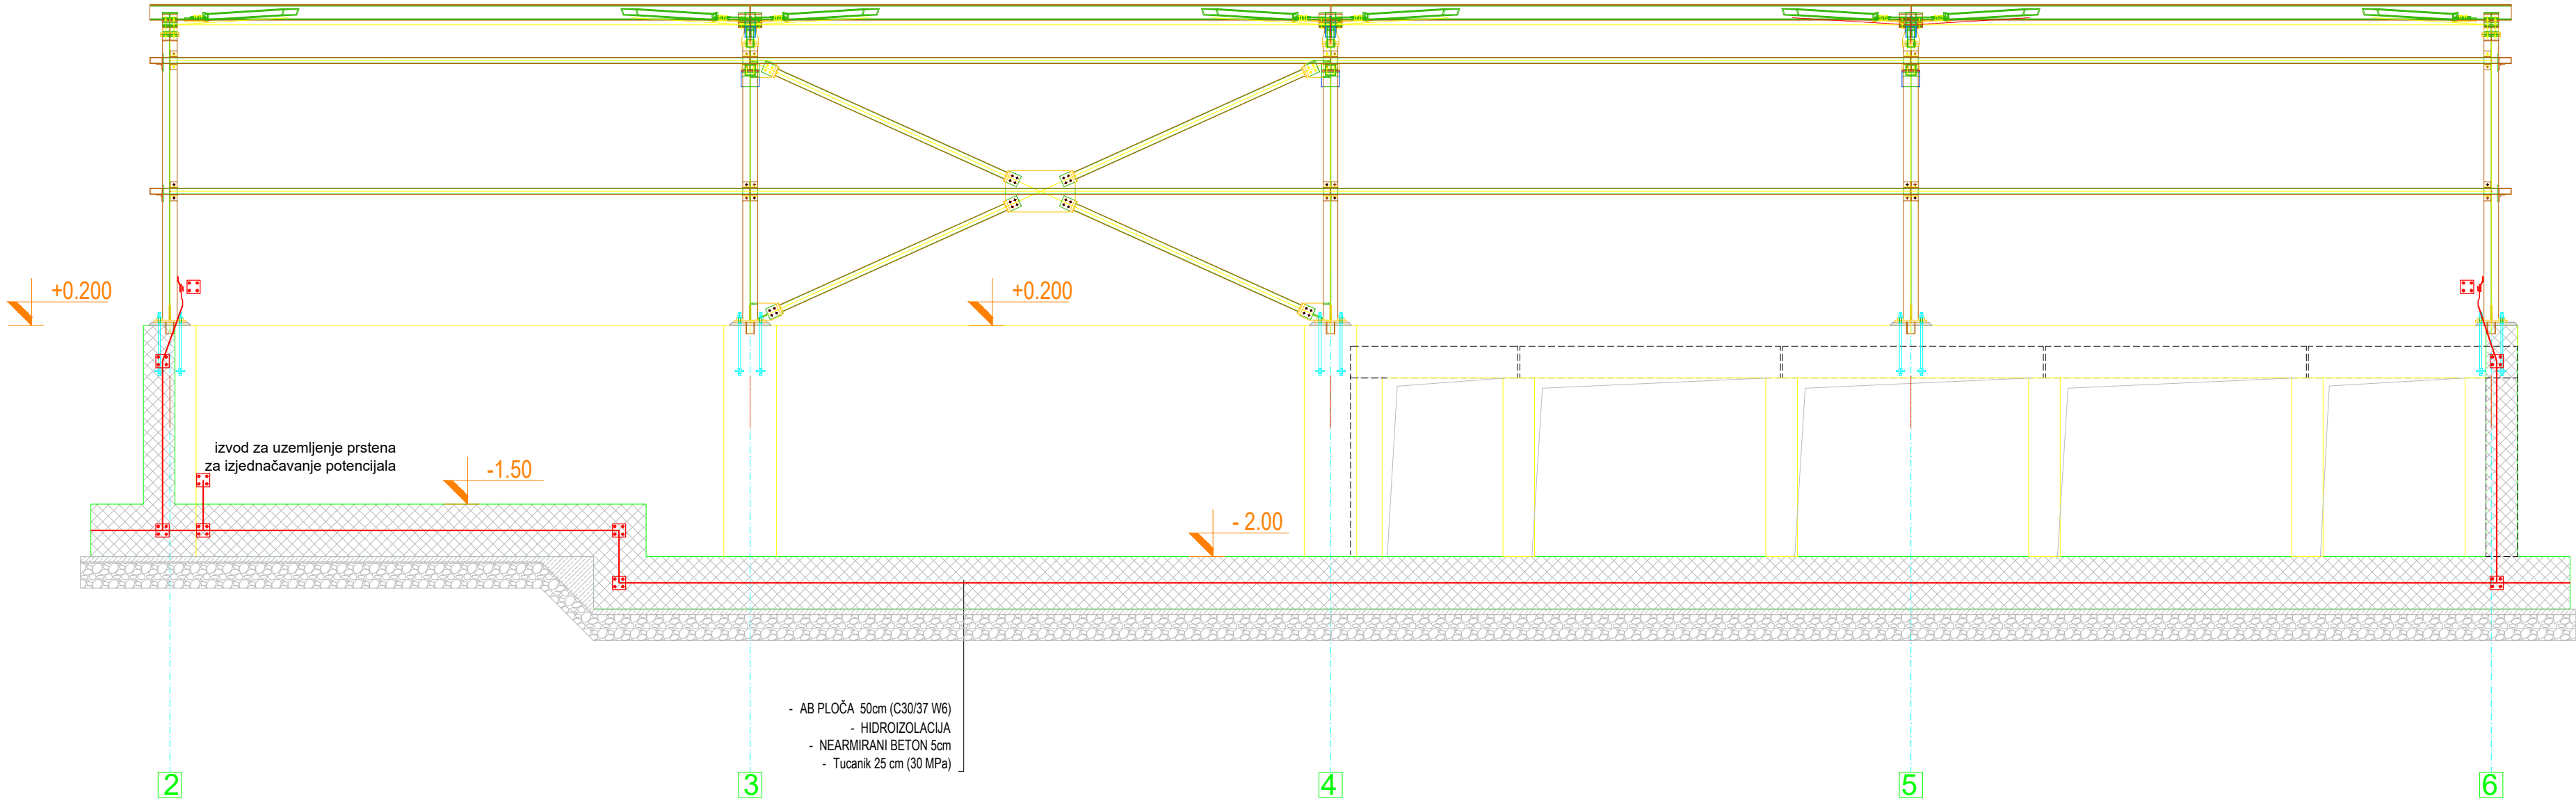 +0.200
+0.200
izvod za uzemljenje prstena
za izjednačavanje potencijala
-1.50
- 2.00
- AB PLOČA 50cm (C30/37 W6)
- HIDROIZOLACIJA
- NEARMIRANI BETON 5cm
- Tucanik 25 cm (30 MPa)
2
3
4
5
6